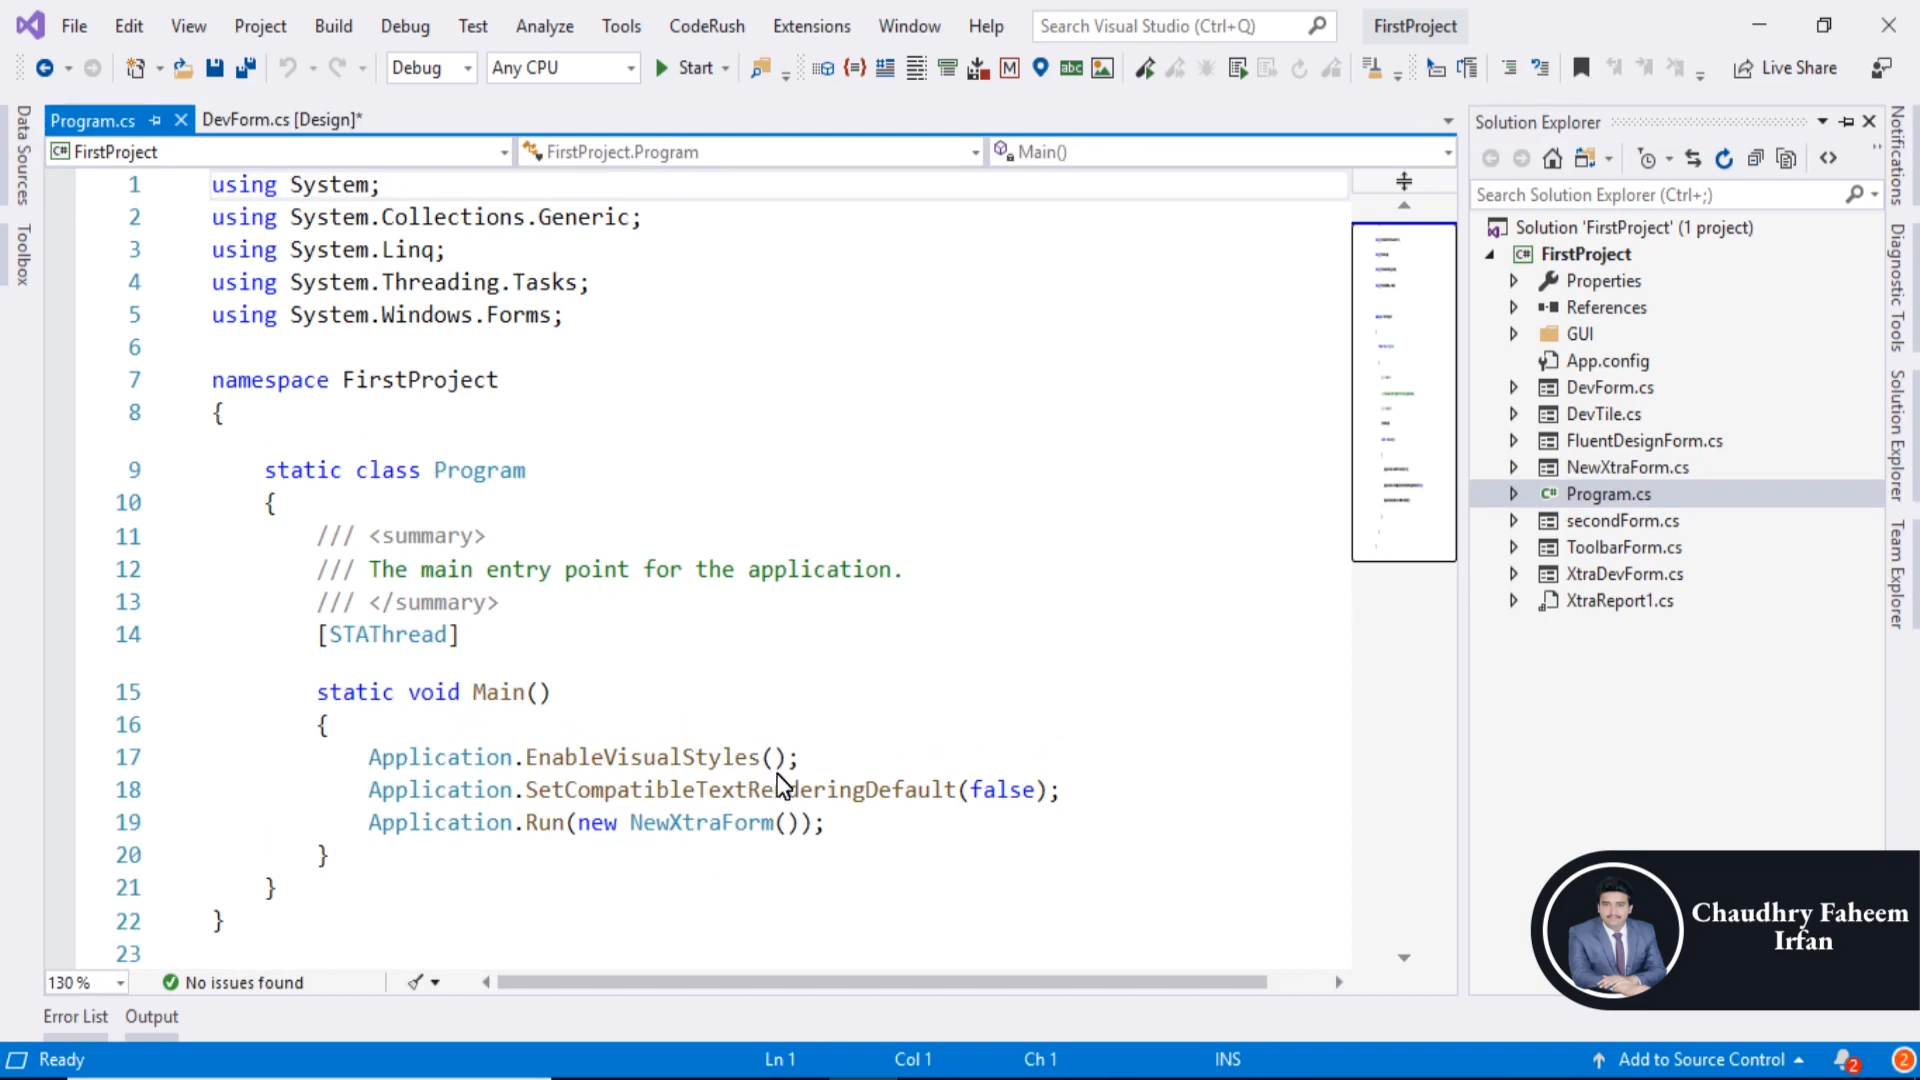 File Edit View Project Build Debug Test Analyze Tools CodeRush Extensions Window Help Search Visual Studio (Ctrl+Q) FirstProject
Debug Any CPU Start Live Share
Program.cs DevForm.cs [Design]*
FirstProject FirstProject.Program Main()
1 using System;
2 using System.Collections.Generic;
3 using System.Linq;
4 using System.Threading.Tasks;
5 using System.Windows.Forms;
6
7 namespace FirstProject
8 {
9 static class Program
10 {
11 /// <summary>
12 /// The main entry point for the application.
13 /// </summary>
14 [STAThread]
15 static void Main()
16 {
17 Application.EnableVisualStyles();
18 Application.SetCompatibleTextRenderingDefault(false);
19 Application.Run(new NewXtraForm());
20 }
21 }
22 }
23
130 % No issues found
Error List Output
Ready Ln 1 Col 1 Ch 1 INS Add to Source Control 2 2
Data Sources
Toolbox
Solution Explorer
Search Solution Explorer (Ctrl+;)
Solution 'FirstProject' (1 project)
FirstProject
Properties
References
GUI
App.config
DevForm.cs
DevTile.cs
FluentDesignForm.cs
NewXtraForm.cs
Program.cs
secondForm.cs
ToolbarForm.cs
XtraDevForm.cs
XtraReport1.cs
Notifications
Diagnostic Tools
Solution Explorer
Team Explorer
Chaudhry Faheem
Irfan